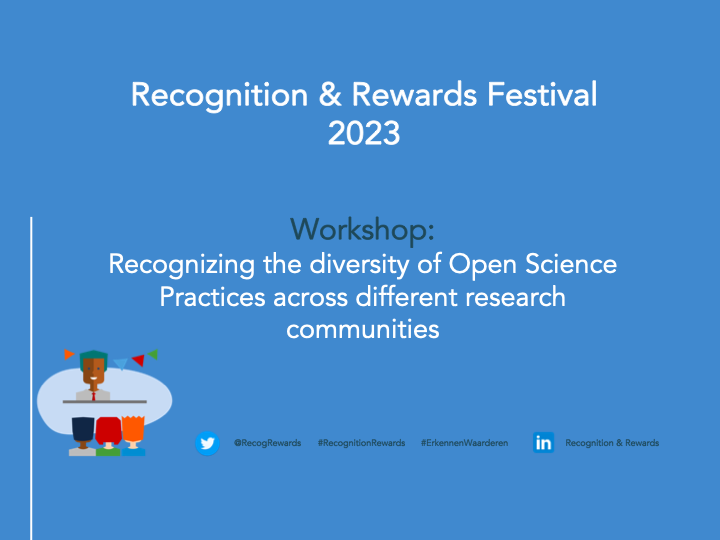 Recognition & Rewards Festival
2023
Workshop:
Recognizing the diversity of Open Science
Practices across different research
communities
@RecogRewards #RecognitionRewards #ErkennenWaarderen in Recognition & Rewards